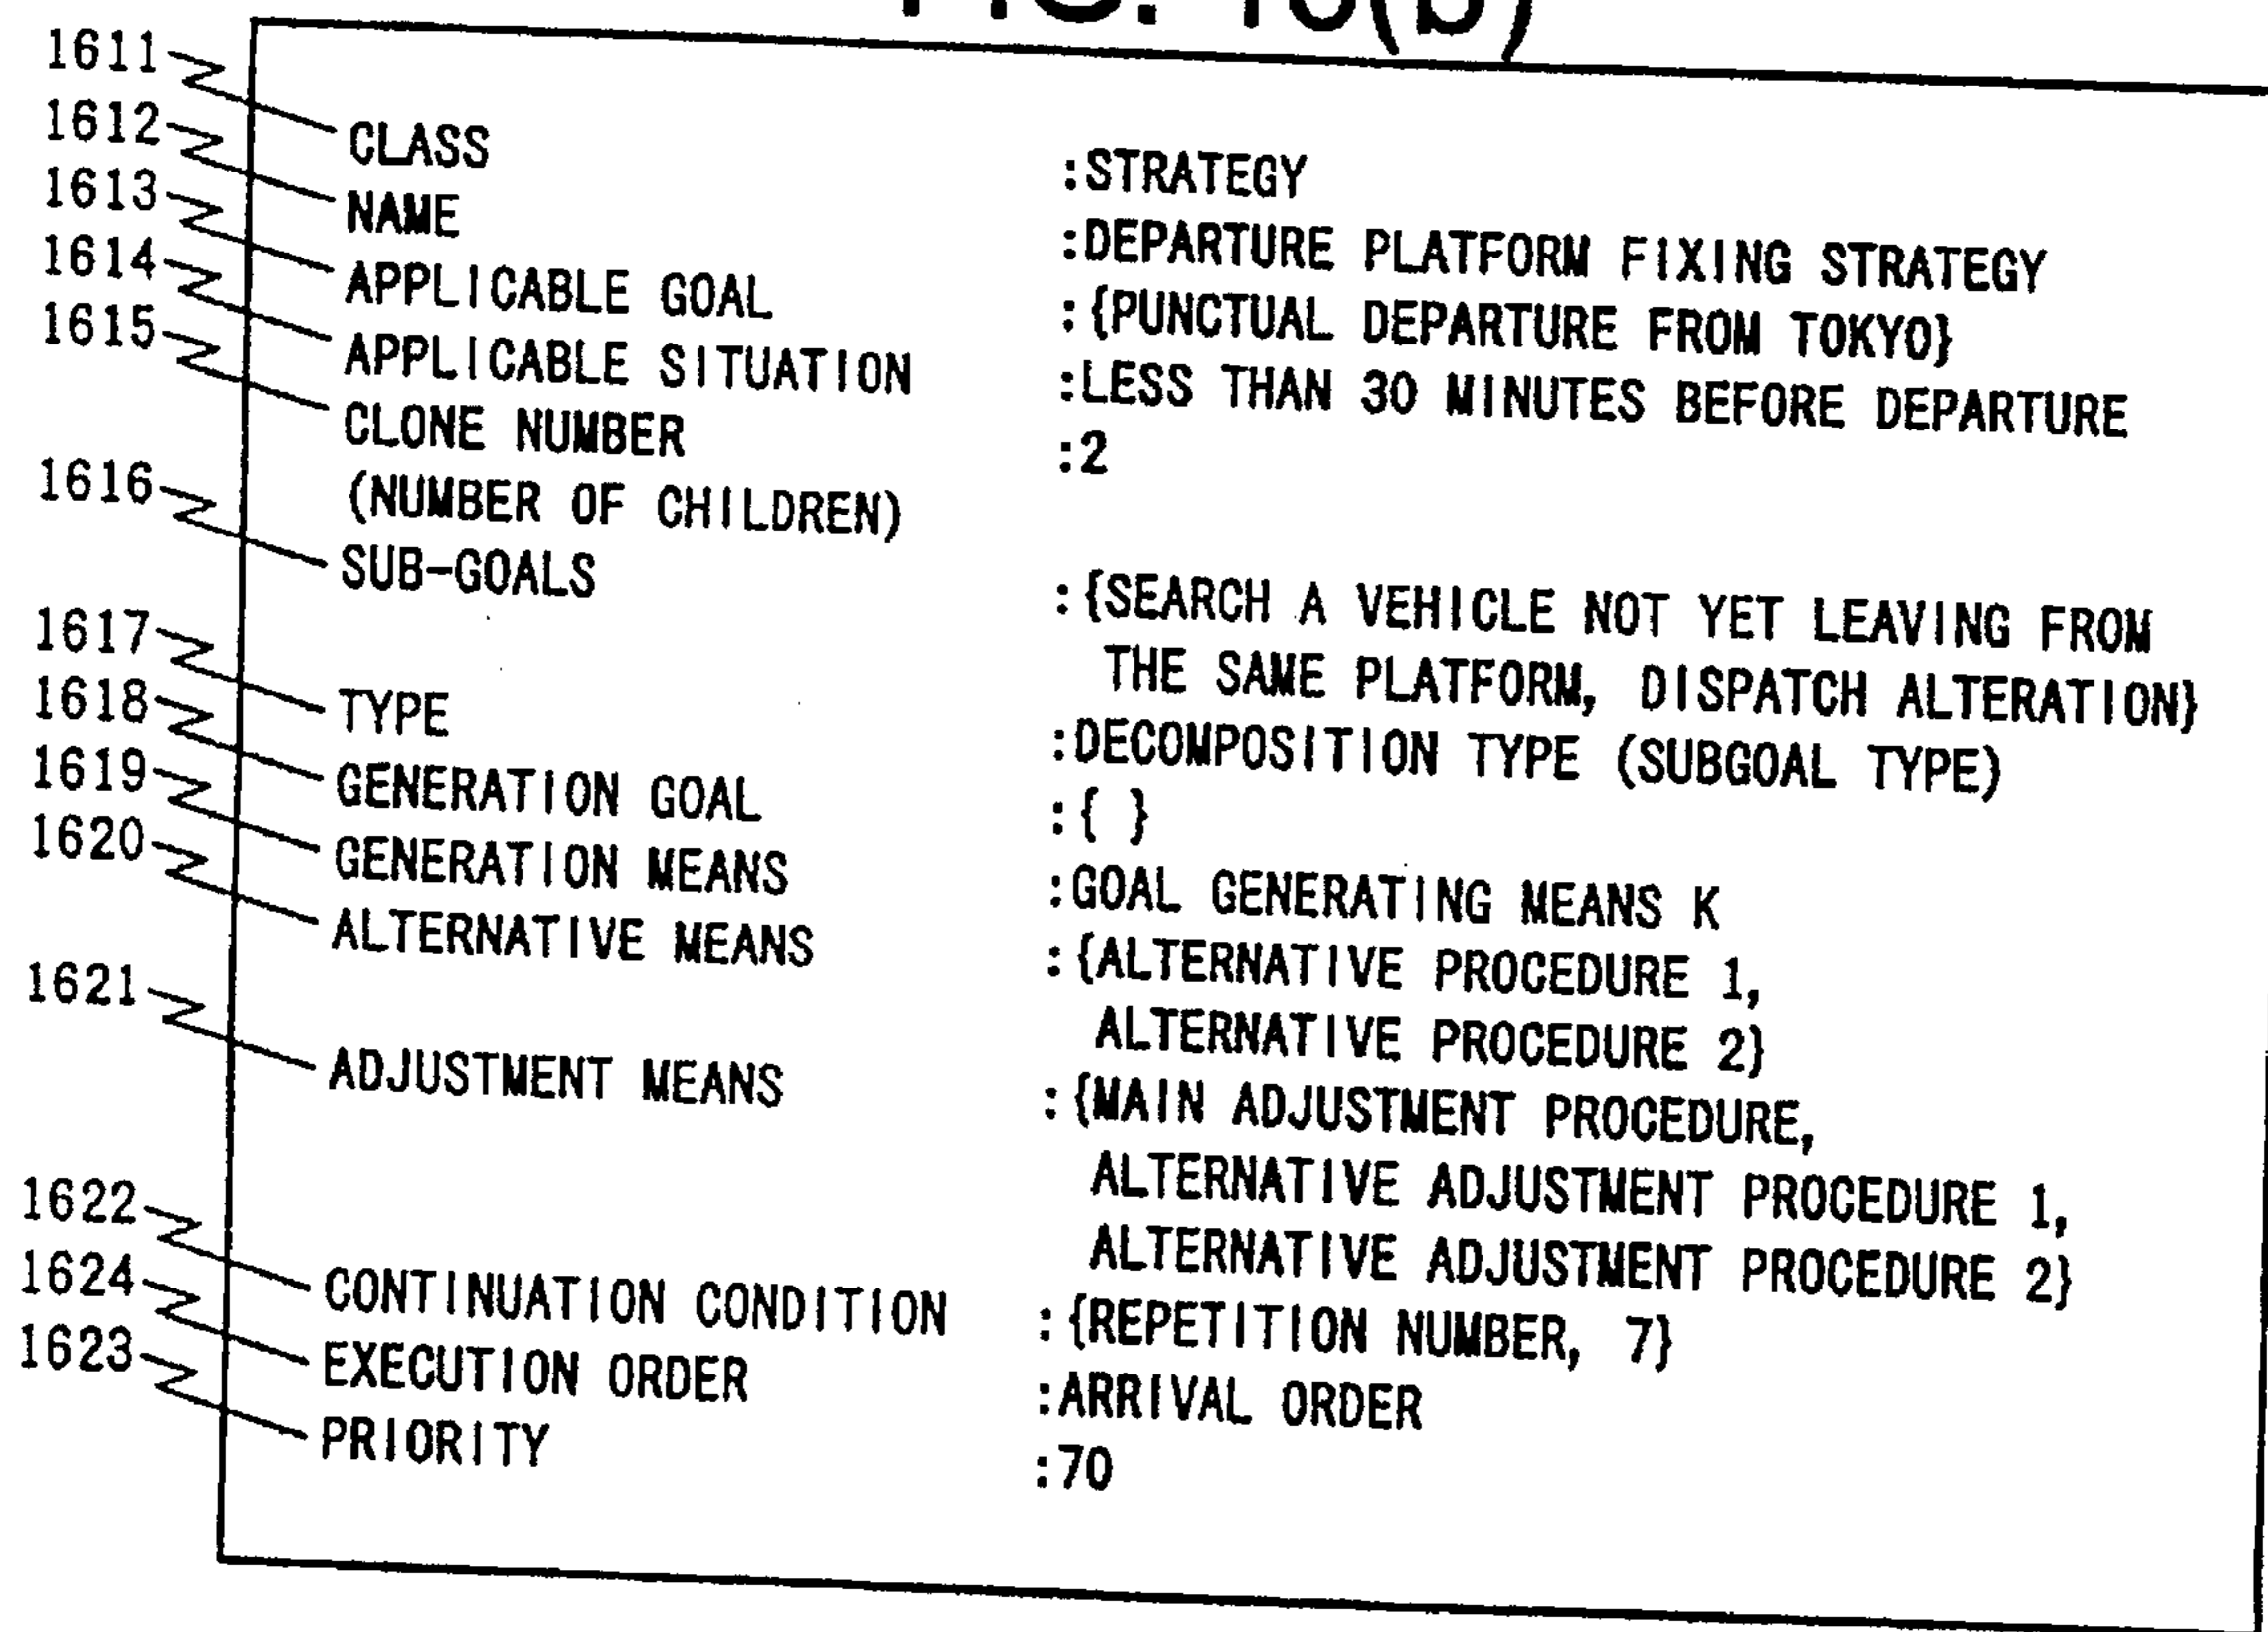 FIG. 16(b)
1611 CLASS :STRATEGY
1612 NAME :DEPARTURE PLATFORM FIXING STRATEGY
1613 APPLICABLE GOAL :{PUNCTUAL DEPARTURE FROM TOKYO}
1614 APPLICABLE SITUATION :LESS THAN 30 MINUTES BEFORE DEPARTURE
1615 CLONE NUMBER :2
(NUMBER OF CHILDREN)
1616 SUB-GOALS :{SEARCH A VEHICLE NOT YET LEAVING FROM
THE SAME PLATFORM, DISPATCH ALTERATION}
1617 TYPE :DECOMPOSITION TYPE (SUBGOAL TYPE)
1618 GENERATION GOAL :{ }
1619 GENERATION MEANS :GOAL GENERATING MEANS K
1620 ALTERNATIVE MEANS :{ALTERNATIVE PROCEDURE 1,
ALTERNATIVE PROCEDURE 2}
1621 ADJUSTMENT MEANS :{MAIN ADJUSTMENT PROCEDURE,
ALTERNATIVE ADJUSTMENT PROCEDURE 1,
ALTERNATIVE ADJUSTMENT PROCEDURE 2}
1622 CONTINUATION CONDITION :{REPETITION NUMBER, 7}
1624 EXECUTION ORDER :ARRIVAL ORDER
1623 PRIORITY :70